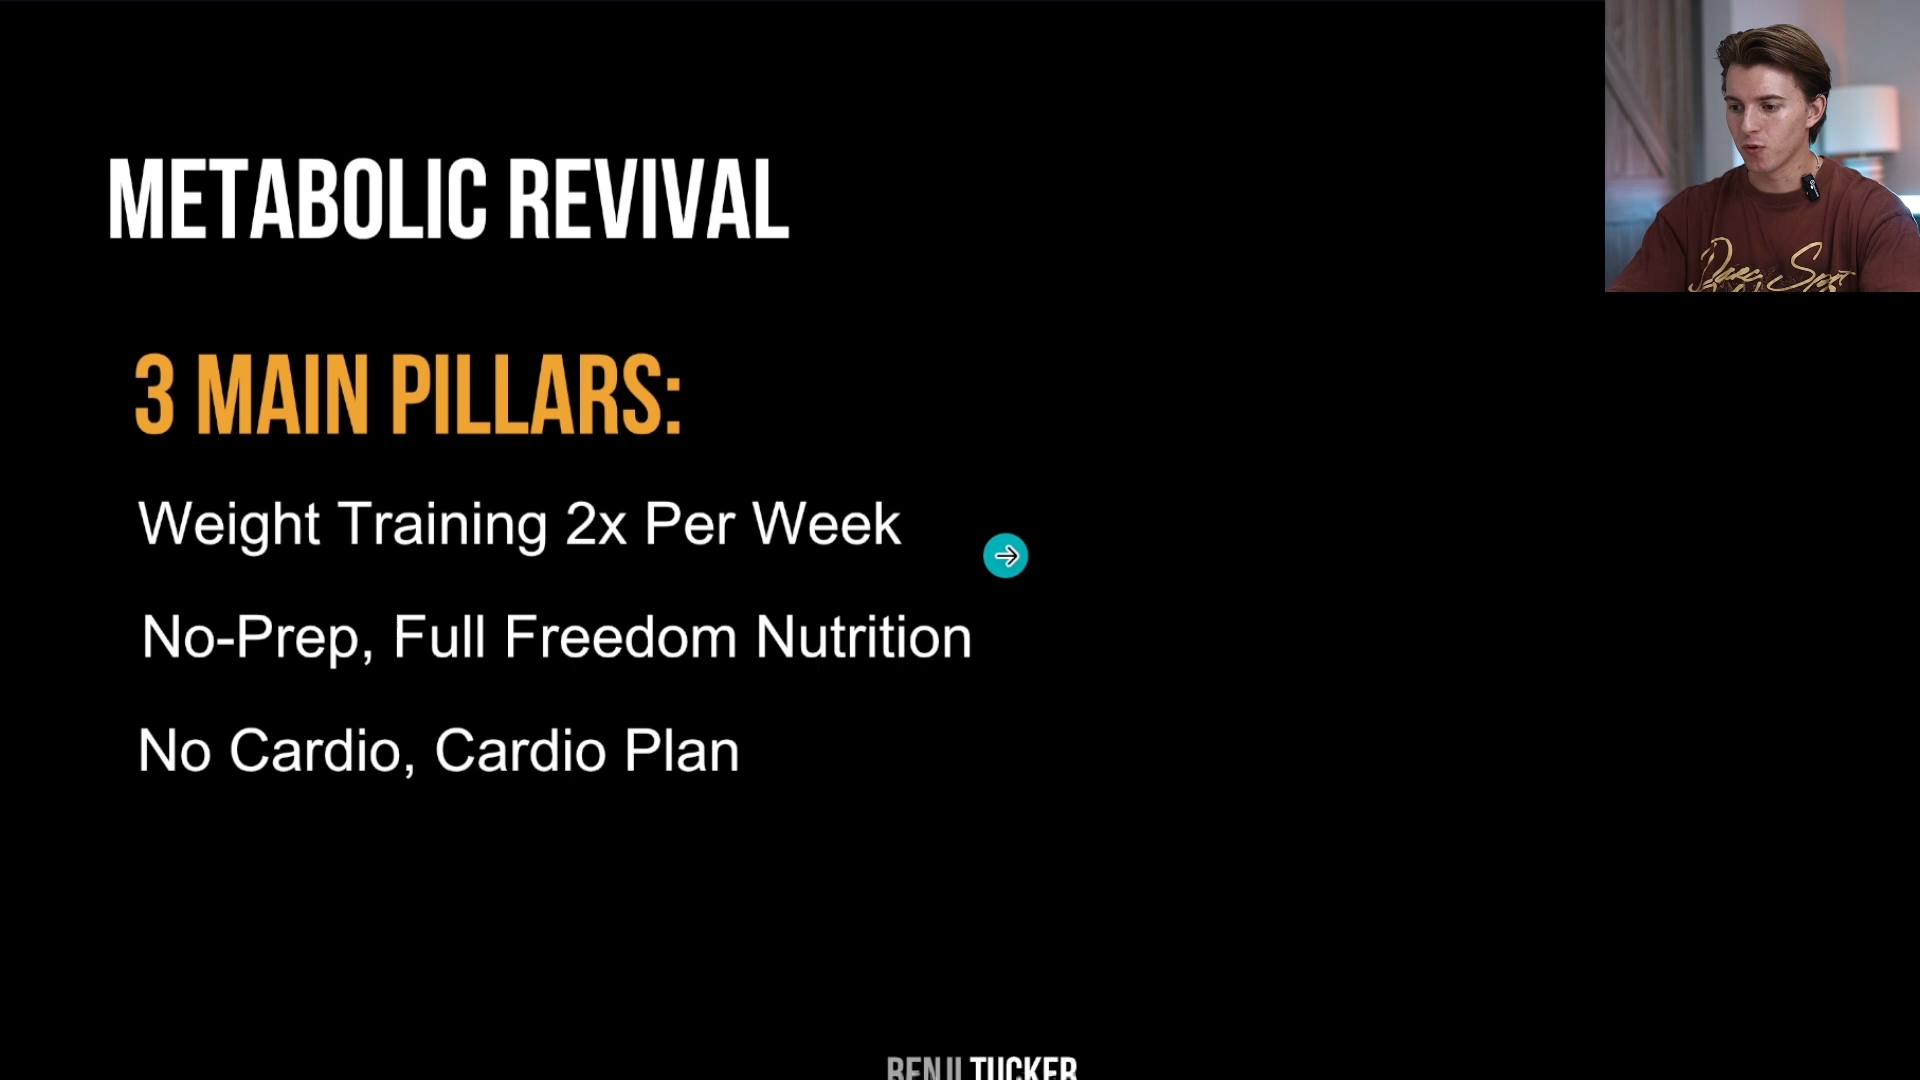 METABOLIC REVIVAL
3 MAIN PILLARS:
Weight Training 2x Per Week
No-Prep, Full Freedom Nutrition
No Cardio, Cardio Plan
BENJI TUCKER